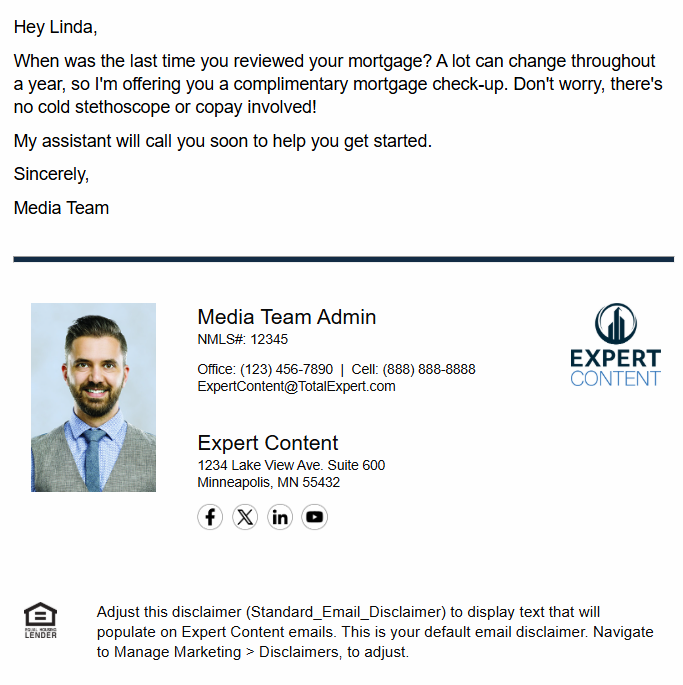 Hey Linda,
When was the last time you reviewed your mortgage? A lot can change throughout
a year, so I'm offering you a complimentary mortgage check-up. Don't worry, there's
no cold stethoscope or copay involved!
My assistant will call you soon to help you get started.
Sincerely,
Media Team
Media Team Admin
NMLS#: 12345
Office: (123) 456-7890 | Cell: (888) 888-8888
ExpertContent@TotalExpert.com
Expert Content
1234 Lake View Ave. Suite 600
Minneapolis, MN 55432
EXPERT
CONTENT
EQUAL HOUSING
LENDER
Adjust this disclaimer (Standard_Email_Disclaimer) to display text that will
populate on Expert Content emails. This is your default email disclaimer. Navigate
to Manage Marketing > Disclaimers, to adjust.